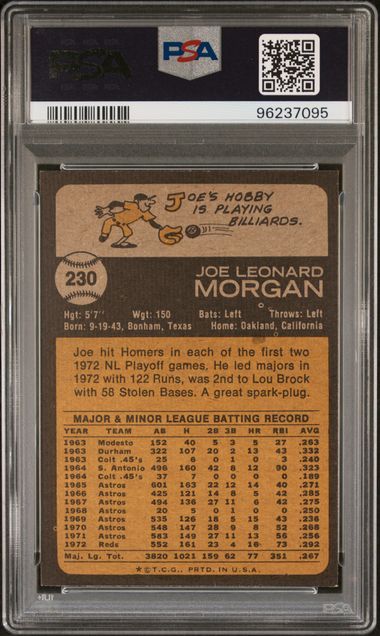 PSA
PSA
96237095
JOE'S HOBBY
IS PLAYING
BILLIARDS.
230
JOE LEONARD
MORGAN
Hgt: 5'7" Wgt: 150 Bats: Left Throws: Left
Born: 9-19-43, Bonham, Texas Home: Oakland, California
Joe hit Homers in each of the first two
1972 NL Playoff games. He led majors in
1972 with 122 Runs, was 2nd to Lou Brock
with 58 Stolen Bases. A great spark-plug.
MAJOR & MINOR LEAGUE BATTING RECORD
YEAR TEAM AB H 2B 3B HR RBI AVG
1963 Modesto 152 40 5 3 5 27 .263
1963 Durham 322 107 20 2 13 43 .332
1963 Colt .45's 25 6 0 1 0 3 .240
1964 S. Antonio 496 160 42 8 12 90 .323
1964 Colt .45's 37 7 0 0 0 0 .189
1965 Astros 601 163 22 12 14 40 .271
1966 Astros 425 121 14 8 5 42 .285
1967 Astros 494 136 27 11 6 42 .275
1968 Astros 20 5 0 1 0 0 .250
1969 Astros 535 126 18 5 15 43 .236
1970 Astros 548 147 28 9 8 52 .268
1971 Astros 583 149 27 11 13 56 .256
1972 Reds 552 161 23 4 16 73 .292
Maj. Lg. Tot. 3820 1021 159 62 77 351 .267
*©T.C.G., PRTD. IN U.S.A.